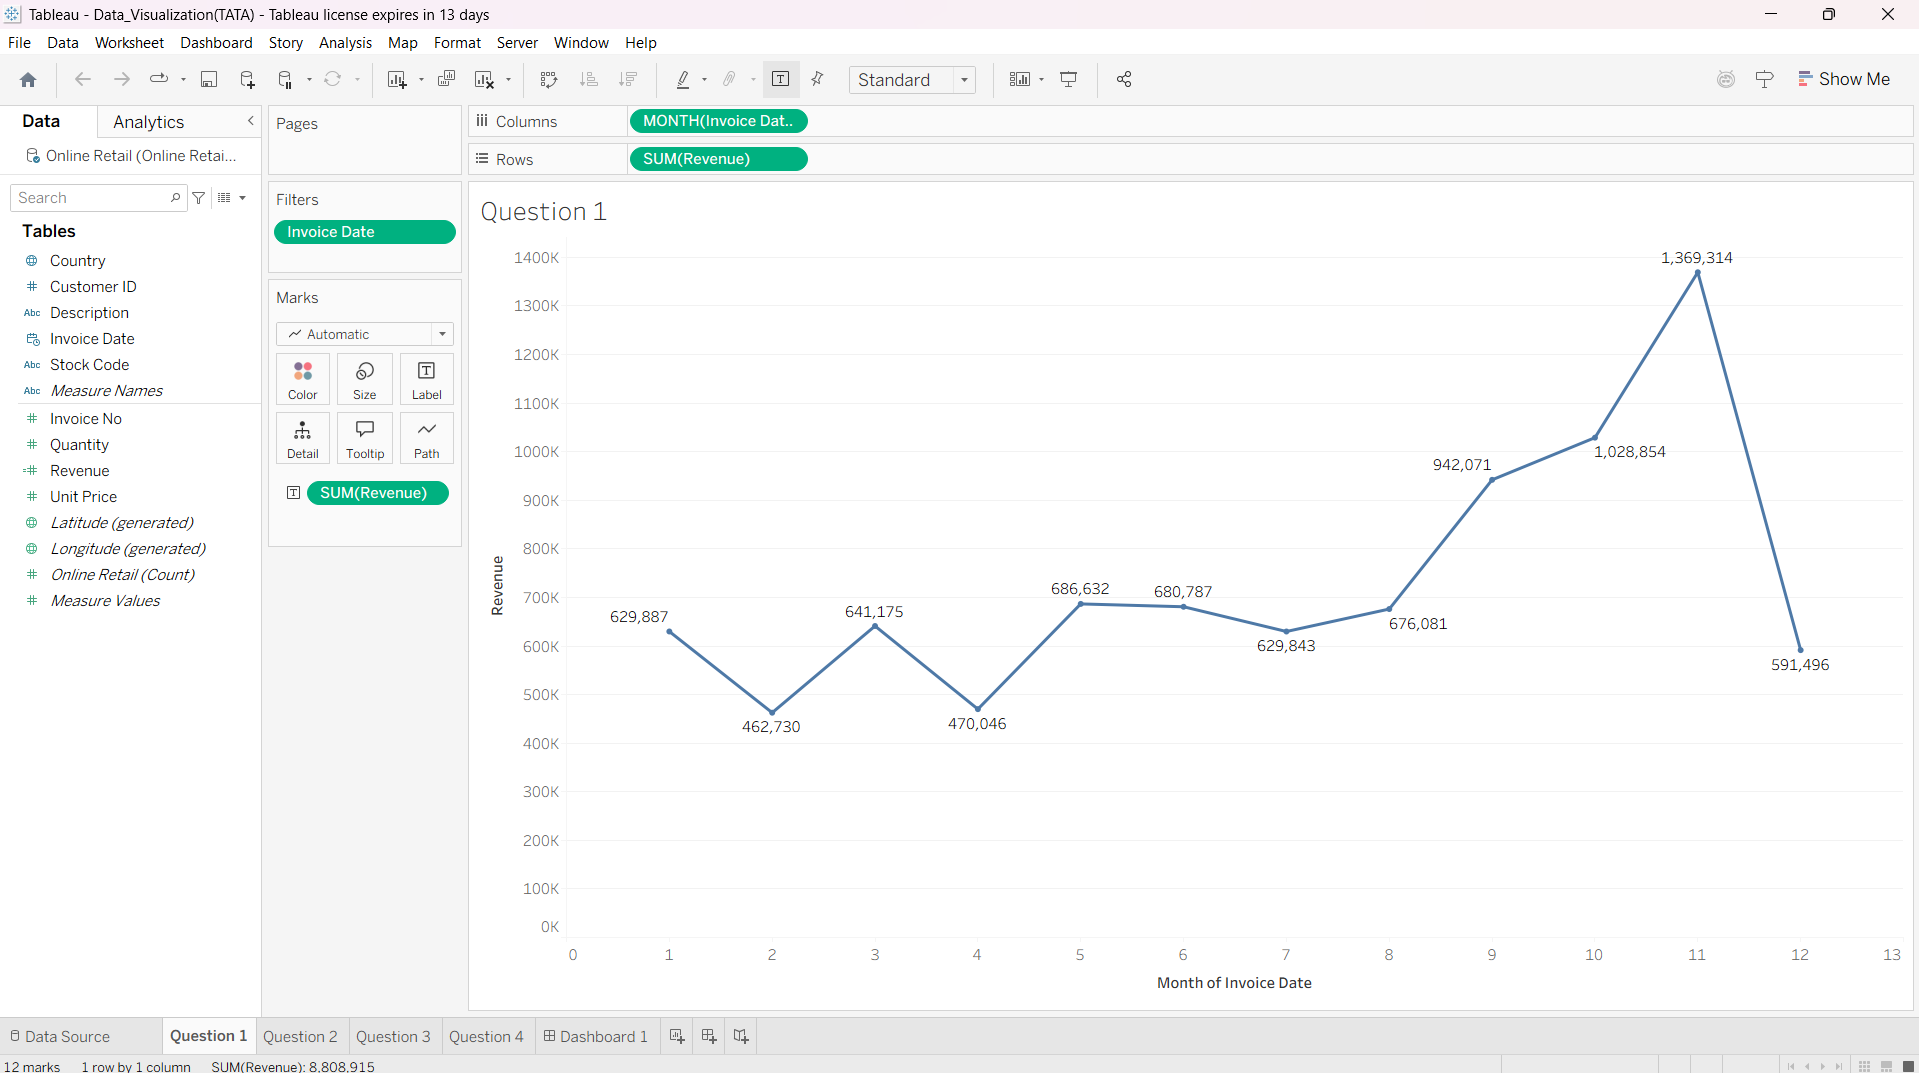 Tableau - Data_Visualization(TATA) - Tableau license expires in 13 days
File Data Worksheet Dashboard Story Analysis Map Format Server Window Help
Standard
Show Me
Data Analytics
Online Retail (Online Retai...
Search
Tables
Country
Customer ID
Abc Description
Invoice Date
Abc Stock Code
Abc Measure Names
Invoice No
Quantity
Revenue
Unit Price
Latitude (generated)
Longitude (generated)
Online Retail (Count)
Measure Values
Pages
Filters
Invoice Date
Marks
Automatic
Color Size Label
Detail Tooltip Path
SUM(Revenue)
Columns MONTH(Invoice Dat..
Rows SUM(Revenue)
Question 1
1400K
1300K
1200K
1100K
1000K
900K
800K
700K
600K
500K
400K
300K
200K
100K
0K
Revenue
629,887
462,730
641,175
470,046
686,632
680,787
629,843
676,081
942,071
1,028,854
1,369,314
591,496
0 1 2 3 4 5 6 7 8 9 10 11 12 13
Month of Invoice Date
Data Source Question 1 Question 2 Question 3 Question 4 Dashboard 1
12 marks 1 row by 1 column SUM(Revenue): 8,808,915